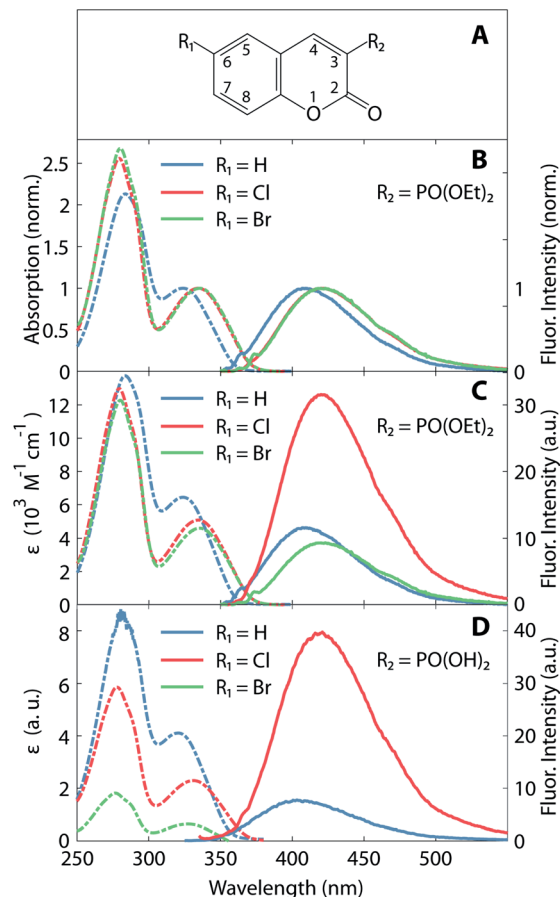 A
R₁
R₂
5
4
6
3
7
2
8
1
O
O
B
R₁ = H
R₁ = Cl
R₁ = Br
R₂ = PO(OEt)₂
Absorption (norm.)
2.5
2
1.5
1
0.5
0
Fluor. Intensity (norm.)
1
0
C
R₁ = H
R₁ = Cl
R₁ = Br
R₂ = PO(OEt)₂
ε (10³ M⁻¹ cm⁻¹)
12
10
8
6
4
2
0
Fluor. Intensity (a.u.)
30
20
10
0
D
R₁ = H
R₁ = Cl
R₁ = Br
R₂ = PO(OH)₂
ε (a. u.)
8
6
4
2
0
Fluor. Intensity (a.u.)
40
30
20
10
0
250 300 350 400 450 500
Wavelength (nm)